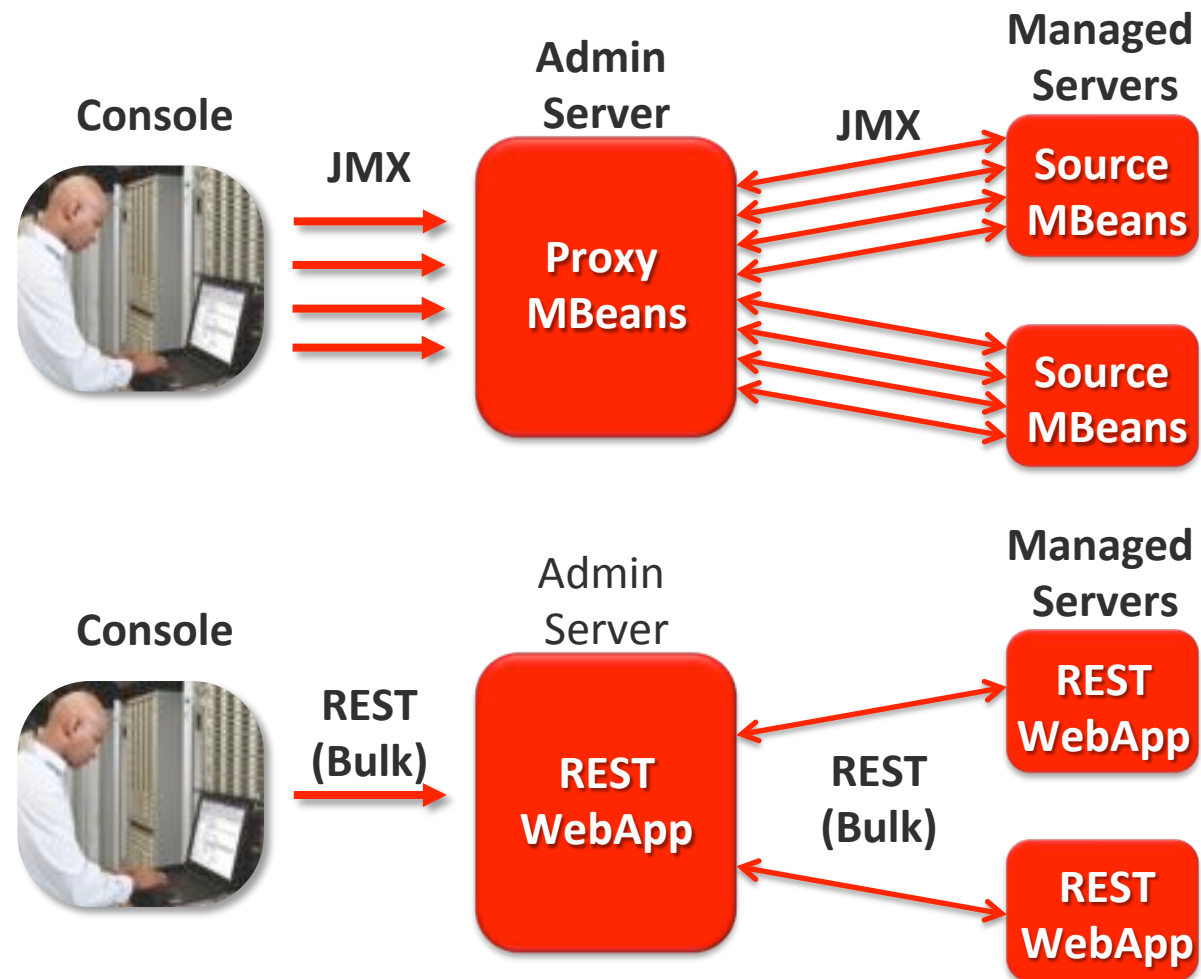 Console
JMX
Admin
Server
Proxy
MBeans
JMX
Managed
Servers
Source
MBeans
Source
MBeans
Console
REST
(Bulk)
Admin
Server
REST
WebApp
REST
(Bulk)
Managed
Servers
REST
WebApp
REST
WebApp